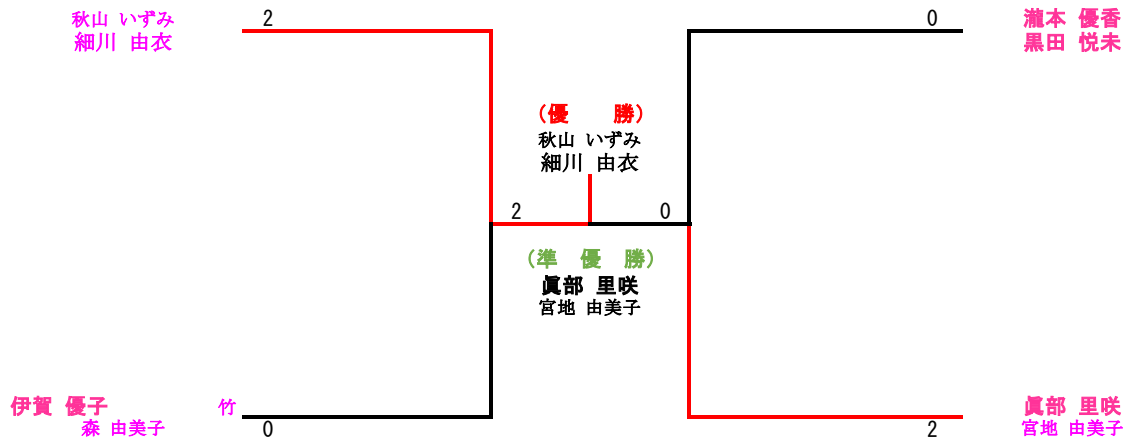 秋山 いずみ
細川 由衣
2
0
瀧本 優香
黒田 悦未
(優 勝)
秋山 いずみ
細川 由衣
2
0
(準 優 勝)
眞部 里咲
宮地 由美子
伊賀 優子 竹
森 由美子
0
2
眞部 里咲
宮地 由美子